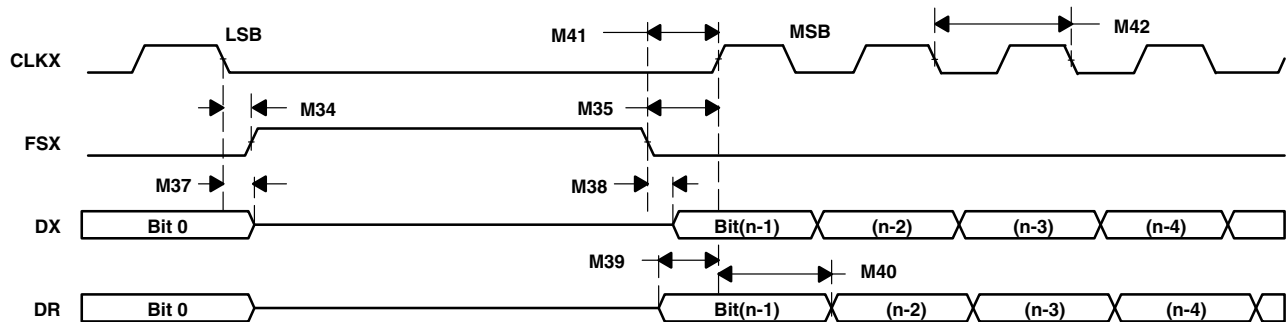 LSB M41 MSB M42
CLKX
M34 M35
FSX
M37 M38
DX Bit 0 Bit(n-1) (n-2) (n-3) (n-4)
M39 M40
DR Bit 0 Bit(n-1) (n-2) (n-3) (n-4)